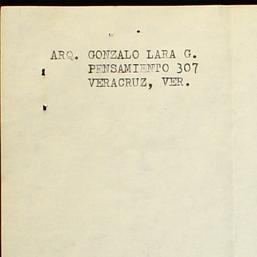 ARQ. GONZALO LARA G.
PENSAMIENTO 307
VERACRUZ, VER.